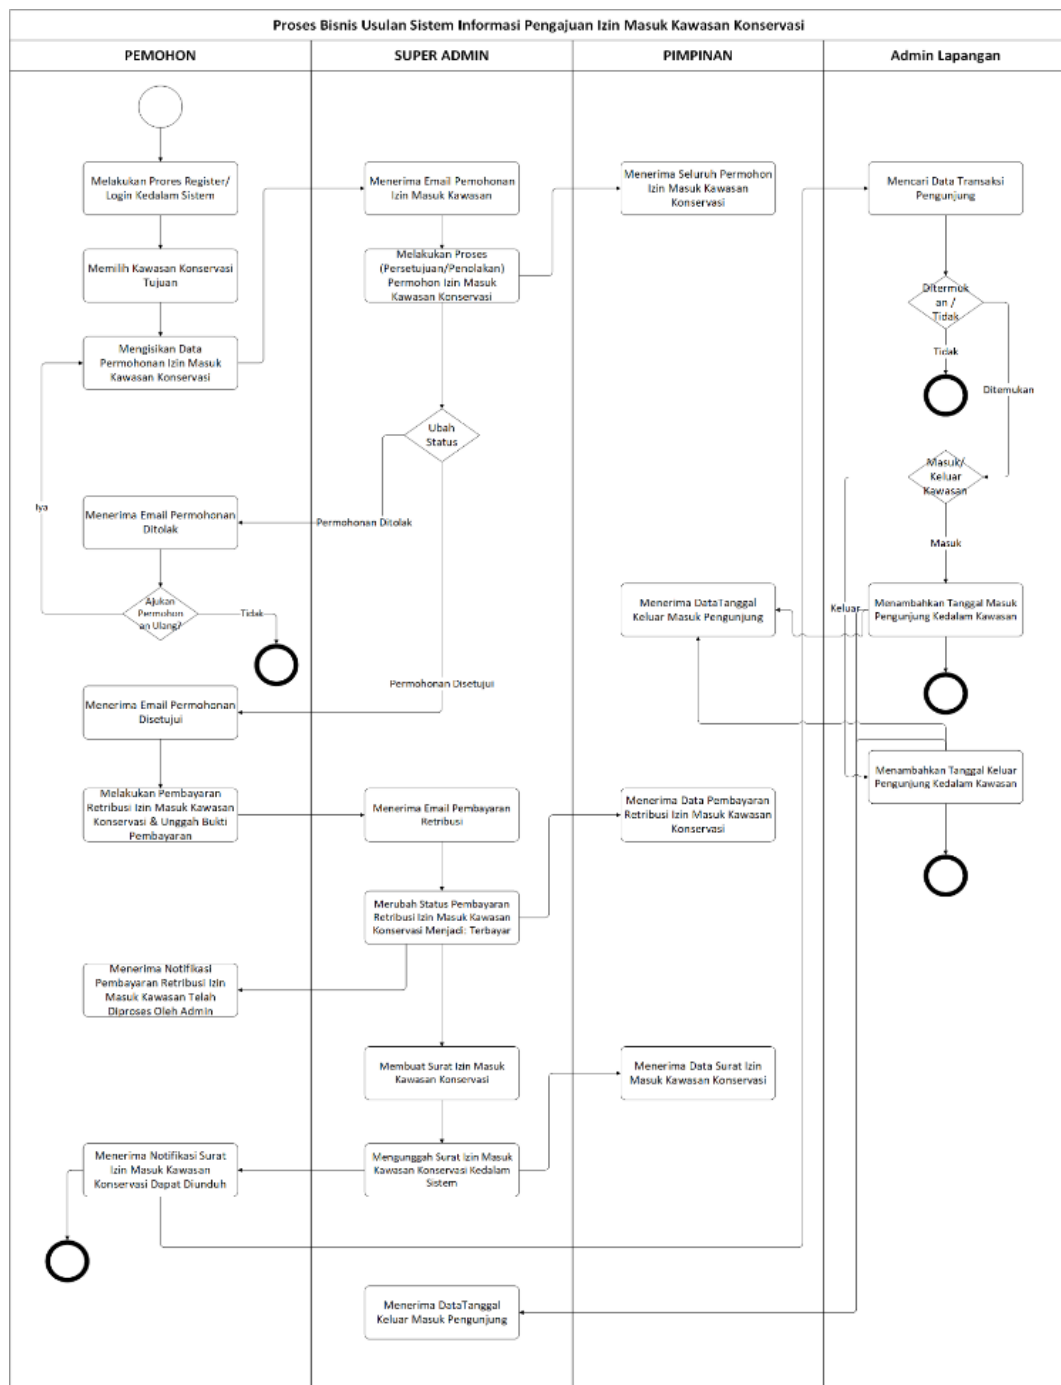 Proses Bisnis Usulan Sistem Informasi Pengajuan Izin Masuk Kawasan Konservasi
PEMOHON
SUPER ADMIN
PIMPINAN
Admin Lapangan
Melakukan Prores Register/
Login Kedalam Sistem
Menerima Email Pemohonan
Izin Masuk Kawasan
Menerima Seluruh Permohon
Izin Masuk Kawasan
Konservasi
Mencari Data Transaksi
Pengunjung
Memilih Kawasan Konservasi
Tujuan
Melakukan Proses
(Persetujuan/Penolakan)
Permohon Izin Masuk
Kawasan Konservasi
Ditermuk
an /
Tidak
Tidak
Ditemukan
Mengisikan Data
Permohonan Izin Masuk
Kawasan Konservasi
Ubah
Status
Masuk/
Keluar
Kawasan
Iya
Menerima Email Permohonan
Ditolak
Permohonan Ditolak
Masuk
Ajukan
Permohon
an Ulang?
Tidak
Menerima DataTanggal
Keluar Masuk Pengunjung
Keluar
Menambahkan Tanggal Masuk
Pengunjung Kedalam Kawasan
Permohonan Disetujui
Menerima Email Permohonan
Disetujui
Menambahkan Tanggal Keluar
Pengunjung Kedalam Kawasan
Melakukan Pembayaran
Retribusi Izin Masuk Kawasan
Konservasi & Unggah Bukti
Pembayaran
Menerima Email Pembayaran
Retribusi
Menerima Data Pembayaran
Retribusi Izin Masuk Kawasan
Konservasi
Merubah Status Pembayaran
Retribusi Izin Masuk Kawasan
Konservasi Menjadi: Terbayar
Menerima Notifikasi
Pembayaran Retribusi Izin
Masuk Kawasan Telah
Diproses Oleh Admin
Membuat Surat Izin Masuk
Kawasan Konservasi
Menerima Data Surat Izin
Masuk Kawasan Konservasi
Menerima Notifikasi Surat
Izin Masuk Kawasan
Konservasi Dapat Diunduh
Mengunggah Surat Izin Masuk
Kawasan Konservasi Kedalam
Sistem
Menerima DataTanggal
Keluar Masuk Pengunjung